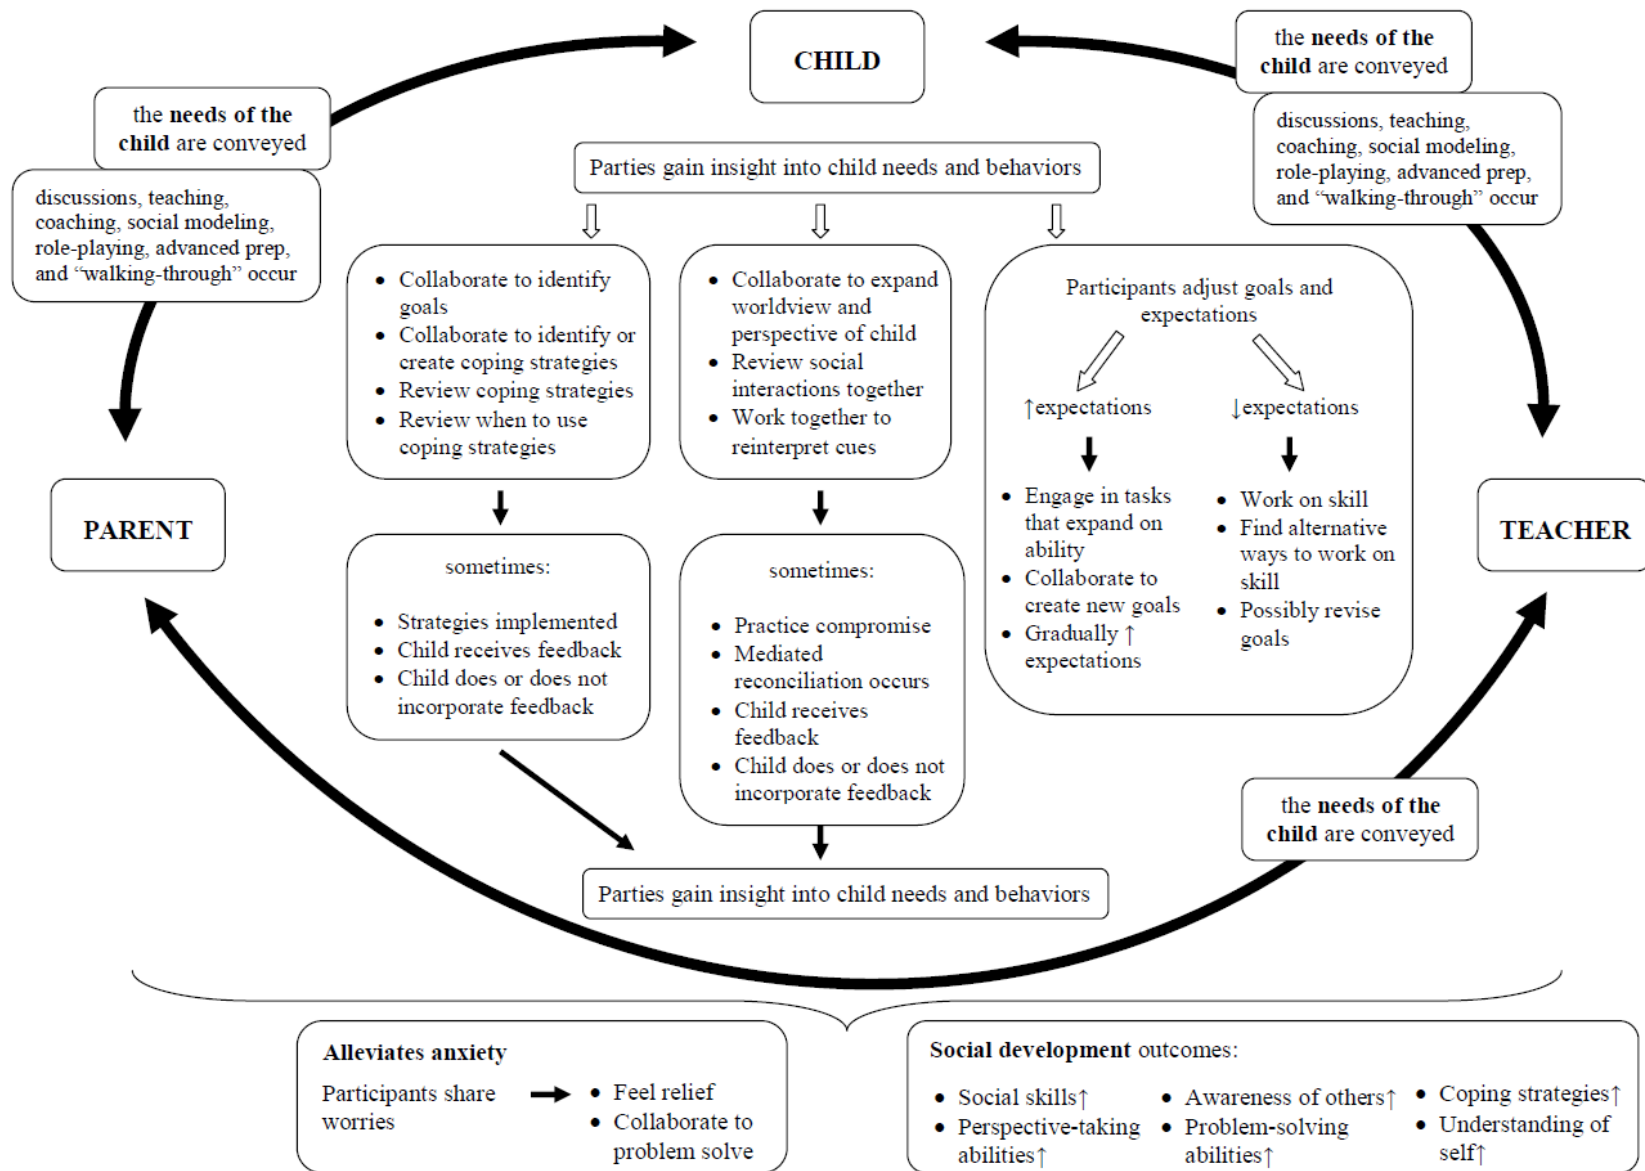 CHILD
the needs of the
child are conveyed
discussions, teaching,
coaching, social modeling,
role-playing, advanced prep,
and “walking-through” occur
the needs of the
child are conveyed
discussions, teaching,
coaching, social modeling,
role-playing, advanced prep,
and “walking-through” occur
Parties gain insight into child needs and behaviors
• Collaborate to identify
goals
• Collaborate to identify or
create coping strategies
• Review coping strategies
• Review when to use
coping strategies
• Collaborate to expand
worldview and
perspective of child
• Review social
interactions together
• Work together to
reinterpret cues
Participants adjust goals and
expectations
↑expectations
↓expectations
• Engage in tasks
that expand on
ability
• Collaborate to
create new goals
• Gradually ↑
expectations
• Work on skill
• Find alternative
ways to work on
skill
• Possibly revise
goals
PARENT
TEACHER
sometimes:
• Strategies implemented
• Child receives feedback
• Child does or does not
incorporate feedback
sometimes:
• Practice compromise
• Mediated
reconciliation occurs
• Child receives
feedback
• Child does or does not
incorporate feedback
the needs of the
child are conveyed
Parties gain insight into child needs and behaviors
Alleviates anxiety
Participants share
worries
• Feel relief
• Collaborate to
problem solve
Social development outcomes:
• Social skills↑
• Perspective-taking
abilities↑
• Awareness of others↑
• Problem-solving
abilities↑
• Coping strategies↑
• Understanding of
self↑